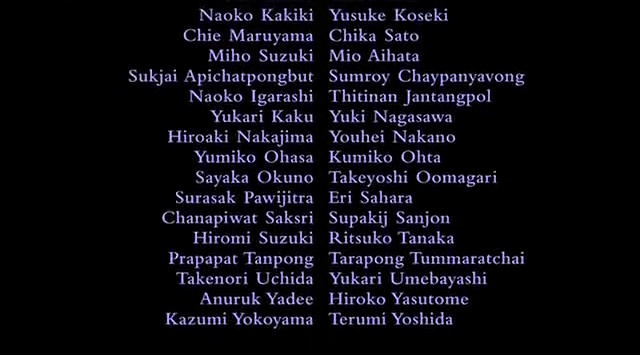 Naoko Kakiki Yusuke Koseki
Chie Maruyama Chika Sato
Miho Suzuki Mio Aihata
Sukjai Apichatpongbut Sumroy Chaypanyavong
Naoko Igarashi Thitinan Jantangpol
Yukari Kaku Yuki Nagasawa
Hiroaki Nakajima Youhei Nakano
Yumiko Ohasa Kumiko Ohta
Sayaka Okuno Takeyoshi Oomagari
Surasak Pawijitra Eri Sahara
Chanapiwat Saksri Supakij Sanjon
Hiromi Suzuki Ritsuko Tanaka
Prapapat Tanpong Tarapong Tummaratchai
Takenori Uchida Yukari Umebayashi
Anuruk Yadee Hiroko Yasutome
Kazumi Yokoyama Terumi Yoshida